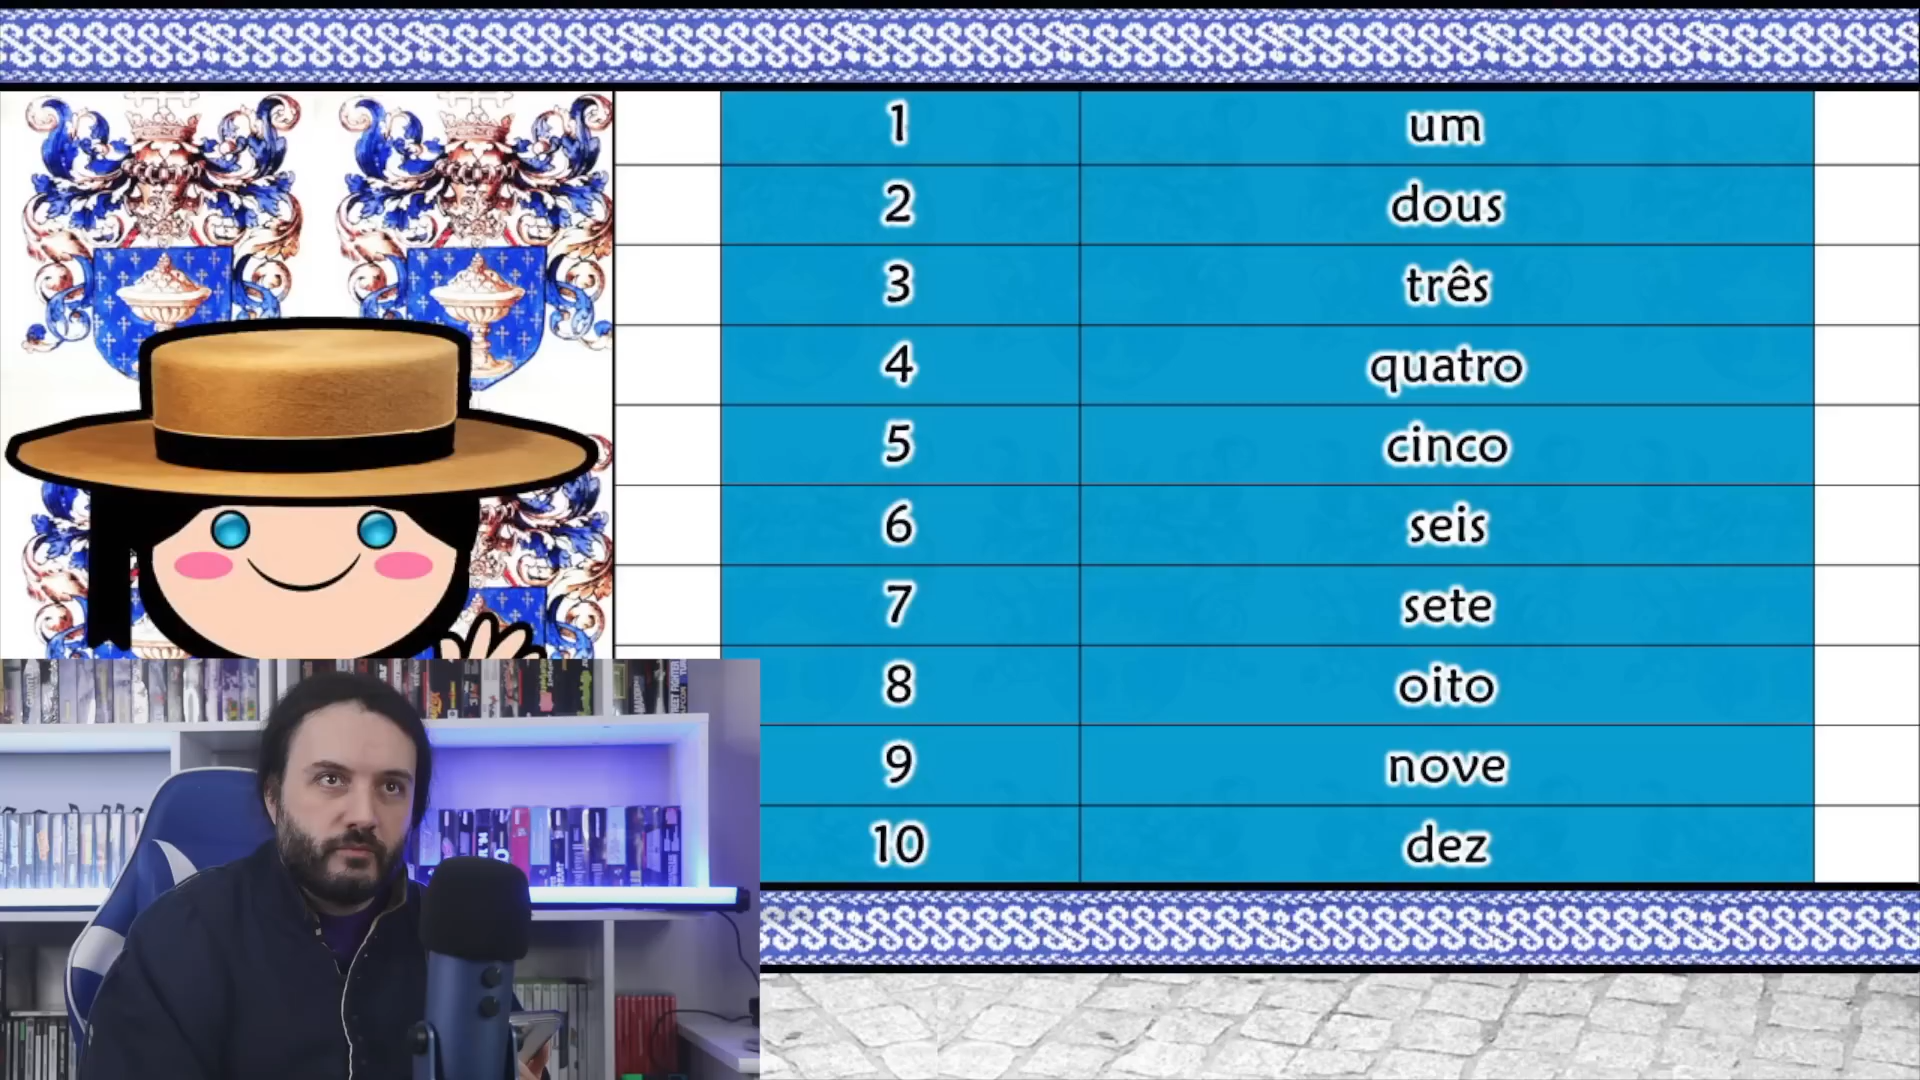 1 um
2 dous
3 três
4 quatro
5 cinco
6 seis
7 sete
8 oito
9 nove
10 dez